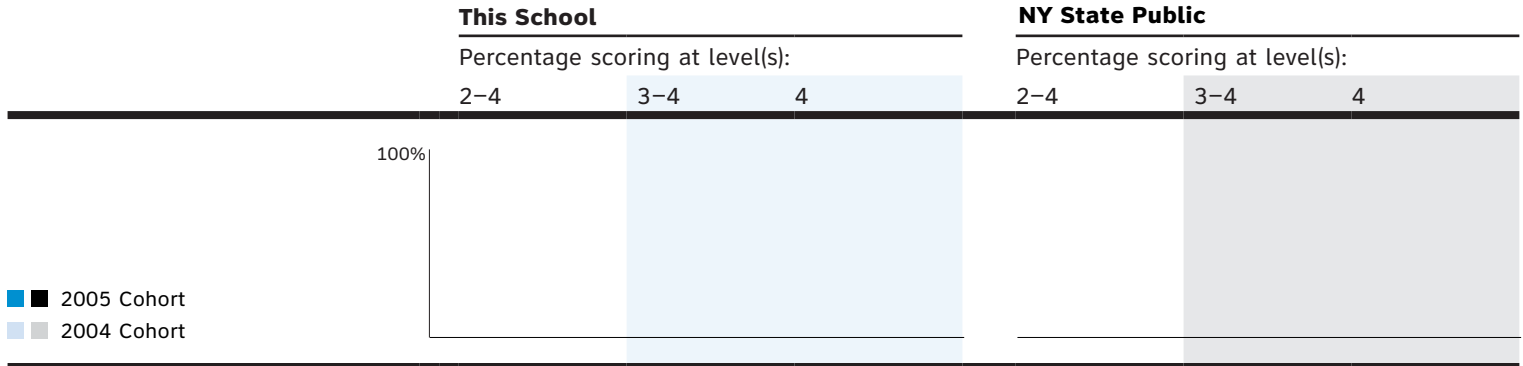 This School NY State Public
Percentage scoring at level(s): Percentage scoring at level(s):
2–4 3–4 4 2–4 3–4 4
100%
2005 Cohort
2004 Cohort